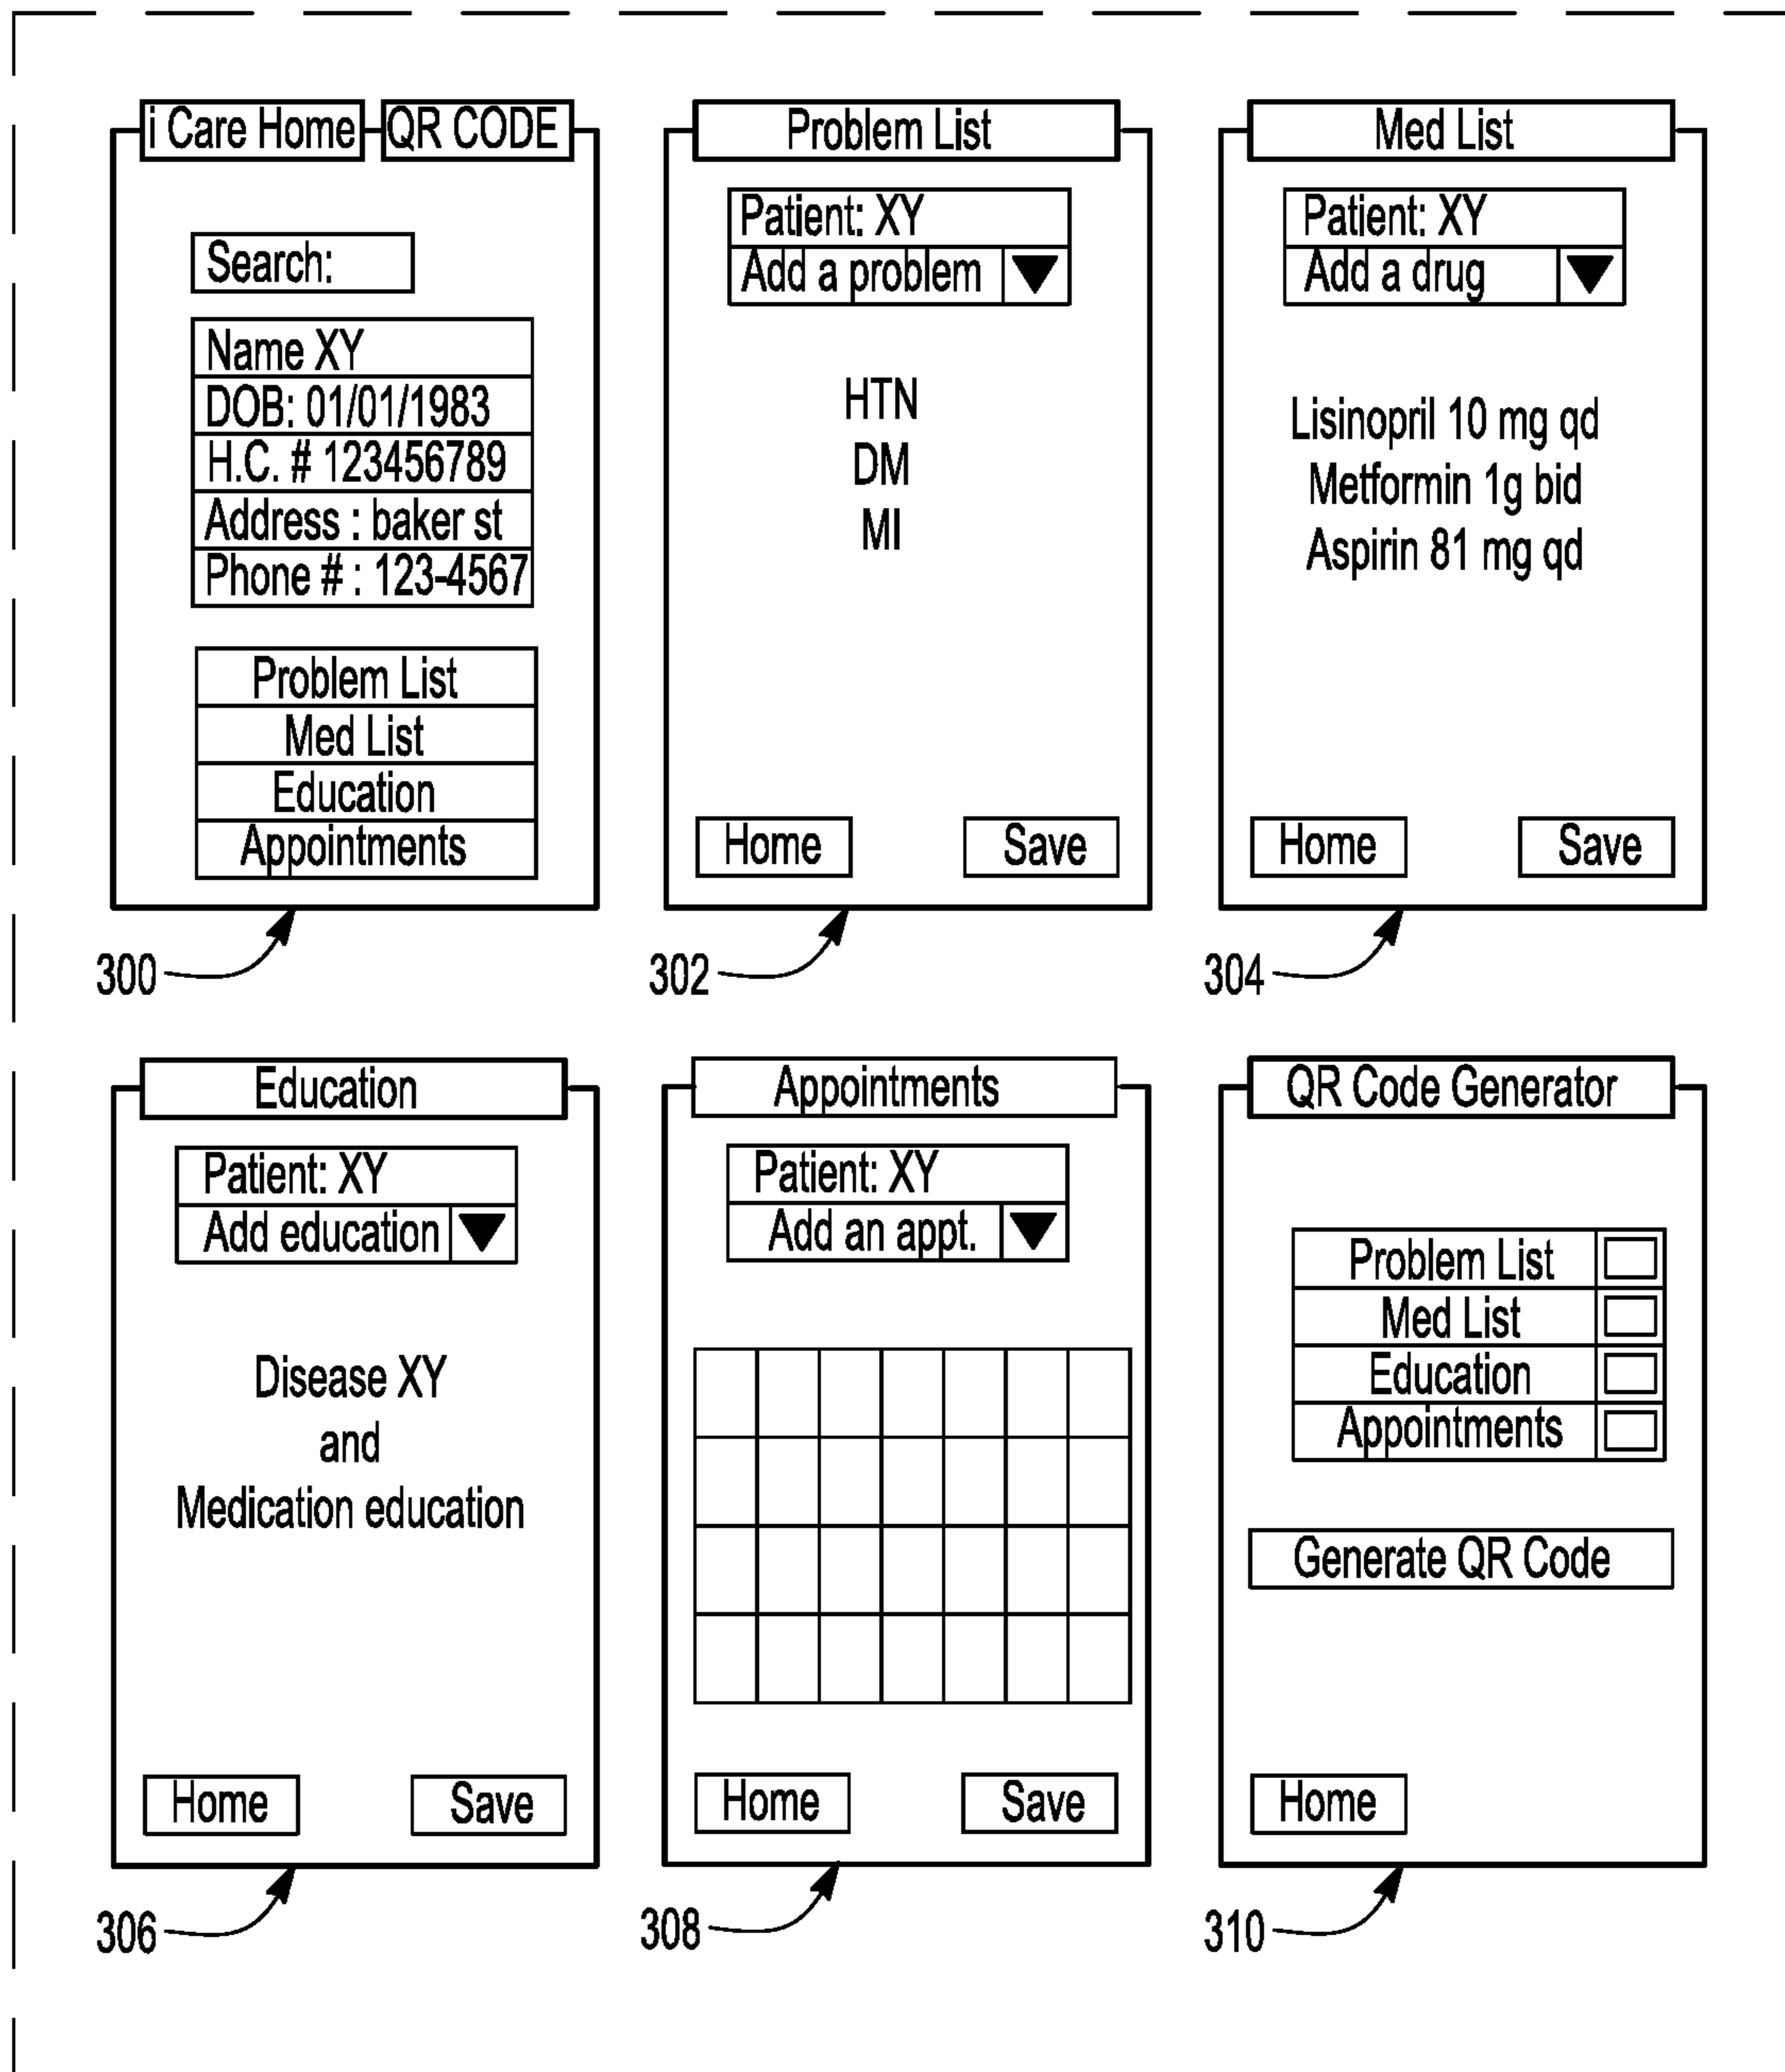 i Care Home QR CODE
Search:
Name XY
DOB: 01/01/1983
H.C. # 123456789
Address : baker st
Phone # : 123-4567
Problem List
Med List
Education
Appointments
300
Problem List
Patient: XY
Add a problem
HTN
DM
MI
Home Save
302
Med List
Patient: XY
Add a drug
Lisinopril 10 mg qd
Metformin 1g bid
Aspirin 81 mg qd
Home Save
304
Education
Patient: XY
Add education
Disease XY
and
Medication education
Home Save
306
Appointments
Patient: XY
Add an appt.
Home Save
308
QR Code Generator
Problem List
Med List
Education
Appointments
Generate QR Code
Home
310